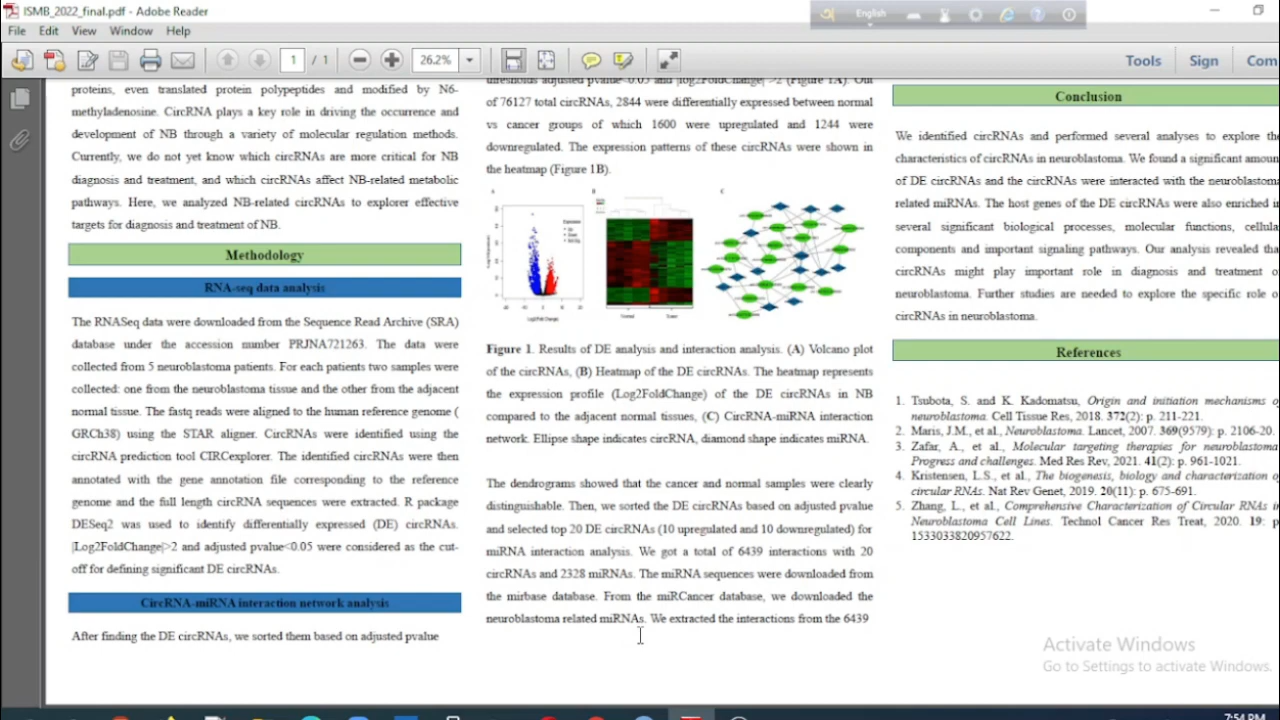 ISMB_2022_final.pdf - Adobe Reader
English
File Edit View Window Help
1 / 1 26.2% Tools Sign Com
proteins, even translated protein polypeptides and modified by N6-
methyladenosine. CircRNA plays a key role in driving the occurrence and
development of NB through a variety of molecular regulation methods.
Currently, we do not yet know which circRNAs are more critical for NB
diagnosis and treatment, and which circRNAs affect NB-related metabolic
pathways. Here, we analyzed NB-related circRNAs to explorer effective
targets for diagnosis and treatment of NB.
Methodology
RNA-seq data analysis
The RNASeq data were downloaded from the Sequence Read Archive (SRA)
database under the accession number PRJNA721263. The data were
collected from 5 neuroblastoma patients. For each patients two samples were
collected: one from the neuroblastoma tissue and the other from the adjacent
normal tissue. The fastq reads were aligned to the human reference genome (
GRCh38) using the STAR aligner. CircRNAs were identified using the
circRNA prediction tool CIRCexplorer. The identified circRNAs were then
annotated with the gene annotation file corresponding to the reference
genome and the full length circRNA sequences were extracted. R package
DESeq2 was used to identify differentially expressed (DE) circRNAs.
|Log2FoldChange|>2 and adjusted pvalue<0.05 were considered as the cut-
off for defining significant DE circRNAs.
CircRNA-miRNA interaction network analysis
After finding the DE circRNAs, we sorted them based on adjusted pvalue
thresholds adjusted pvalue<0.05 and |log2FoldChange| >2 (Figure 1A). Out
of 76127 total circRNAs, 2844 were differentially expressed between normal
vs cancer groups of which 1600 were upregulated and 1244 were
downregulated. The expression patterns of these circRNAs were shown in
the heatmap (Figure 1B).
A B C
Log2Fold Change
Normal Tumor
Figure 1. Results of DE analysis and interaction analysis. (A) Volcano plot
of the circRNAs, (B) Heatmap of the DE circRNAs. The heatmap represents
the expression profile (Log2FoldChange) of the DE circRNAs in NB
compared to the adjacent normal tissues, (C) CircRNA-miRNA interaction
network. Ellipse shape indicates circRNA, diamond shape indicates miRNA.
The dendrograms showed that the cancer and normal samples were clearly
distinguishable. Then, we sorted the DE circRNAs based on adjusted pvalue
and selected top 20 DE circRNAs (10 upregulated and 10 downregulated) for
miRNA interaction analysis. We got a total of 6439 interactions with 20
circRNAs and 2328 miRNAs. The miRNA sequences were downloaded from
the mirbase database. From the miRCancer database, we downloaded the
neuroblastoma related miRNAs. We extracted the interactions from the 6439
Conclusion
We identified circRNAs and performed several analyses to explore the
characteristics of circRNAs in neuroblastoma. We found a significant amoun
of DE circRNAs and the circRNAs were interacted with the neuroblastoma
related miRNAs. The host genes of the DE circRNAs were also enriched in
several significant biological processes, molecular functions, cellula
components and important signaling pathways. Our analysis revealed tha
circRNAs might play important role in diagnosis and treatment o
neuroblastoma. Further studies are needed to explore the specific role o
circRNAs in neuroblastoma.
References
1. Tsubota, S. and K. Kadomatsu, Origin and initiation mechanisms o
neuroblastoma. Cell Tissue Res, 2018. 372(2): p. 211-221.
2. Maris, J.M., et al., Neuroblastoma. Lancet, 2007. 369(9579): p. 2106-20.
3. Zafar, A., et al., Molecular targeting therapies for neuroblastoma
Progress and challenges. Med Res Rev, 2021. 41(2): p. 961-1021.
4. Kristensen, L.S., et al., The biogenesis, biology and characterization o
circular RNAs. Nat Rev Genet, 2019. 20(11): p. 675-691.
5. Zhang, L., et al., Comprehensive Characterization of Circular RNAs in
Neuroblastoma Cell Lines. Technol Cancer Res Treat, 2020. 19: p.
1533033820957622.
Activate Windows
Go to Settings to activate Windows.
7:54 PM